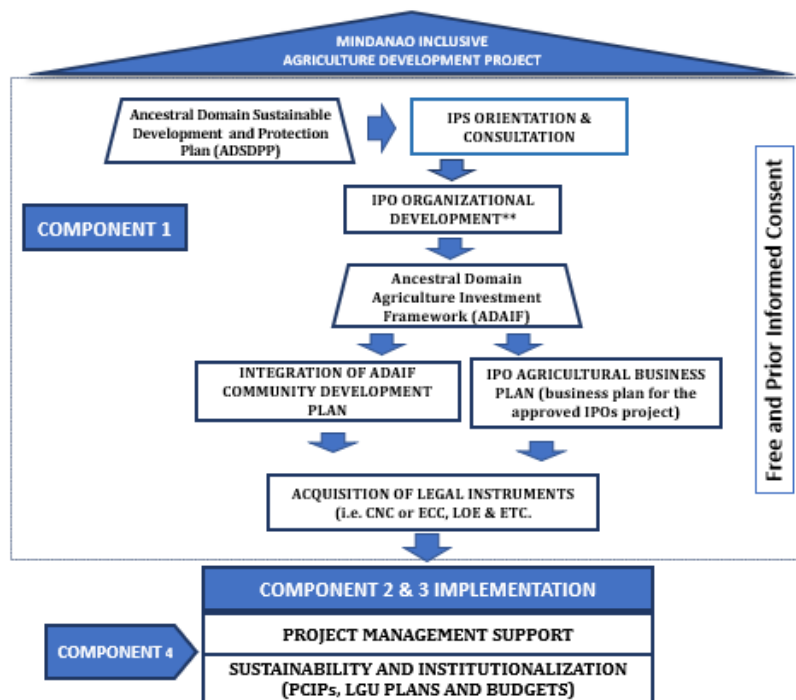 MINDANAO INCLUSIVE
AGRICULTURE DEVELOPMENT PROJECT
Ancestral Domain Sustainable
Development and Protection
Plan (ADSDPP)
IPS ORIENTATION &
CONSULTATION
COMPONENT 1
IPO ORGANIZATIONAL
DEVELOPMENT**
Ancestral Domain
Agriculture Investment
Framework (ADAIF)
INTEGRATION OF ADAIF
COMMUNITY DEVELOPMENT
PLAN
IPO AGRICULTURAL BUSINESS
PLAN (business plan for the
approved IPOs project)
ACQUISITION OF LEGAL INSTRUMENTS
(i.e. CNC or ECC, LOE & ETC.
Free and Prior Informed Consent
COMPONENT 2 & 3 IMPLEMENTATION
COMPONENT 4
PROJECT MANAGEMENT SUPPORT
SUSTAINABILITY AND INSTITUTIONALIZATION
(PCIPs, LGU PLANS AND BUDGETS)